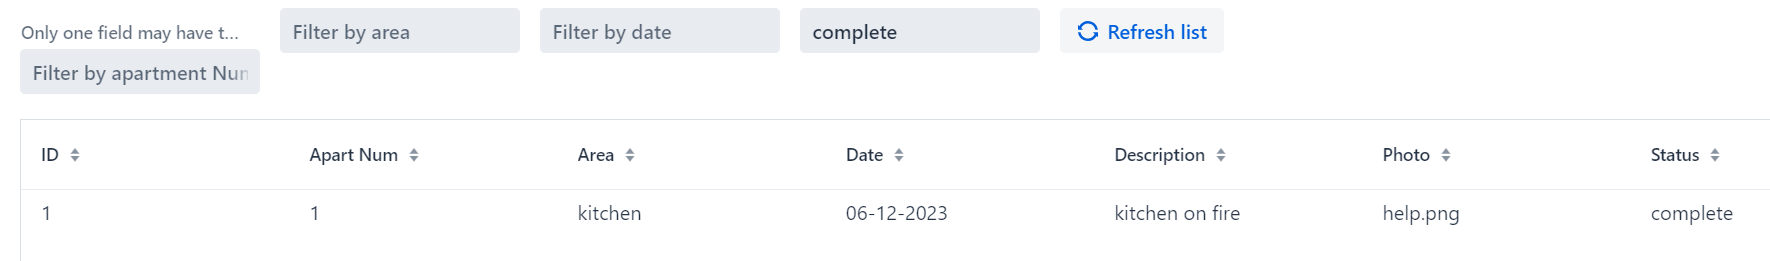 Only one field may have t...
Filter by area
Filter by date
complete
Refresh list
Filter by apartment Num
ID Apart Num Area Date Description Photo Status
1 1 kitchen 06-12-2023 kitchen on fire help.png complete